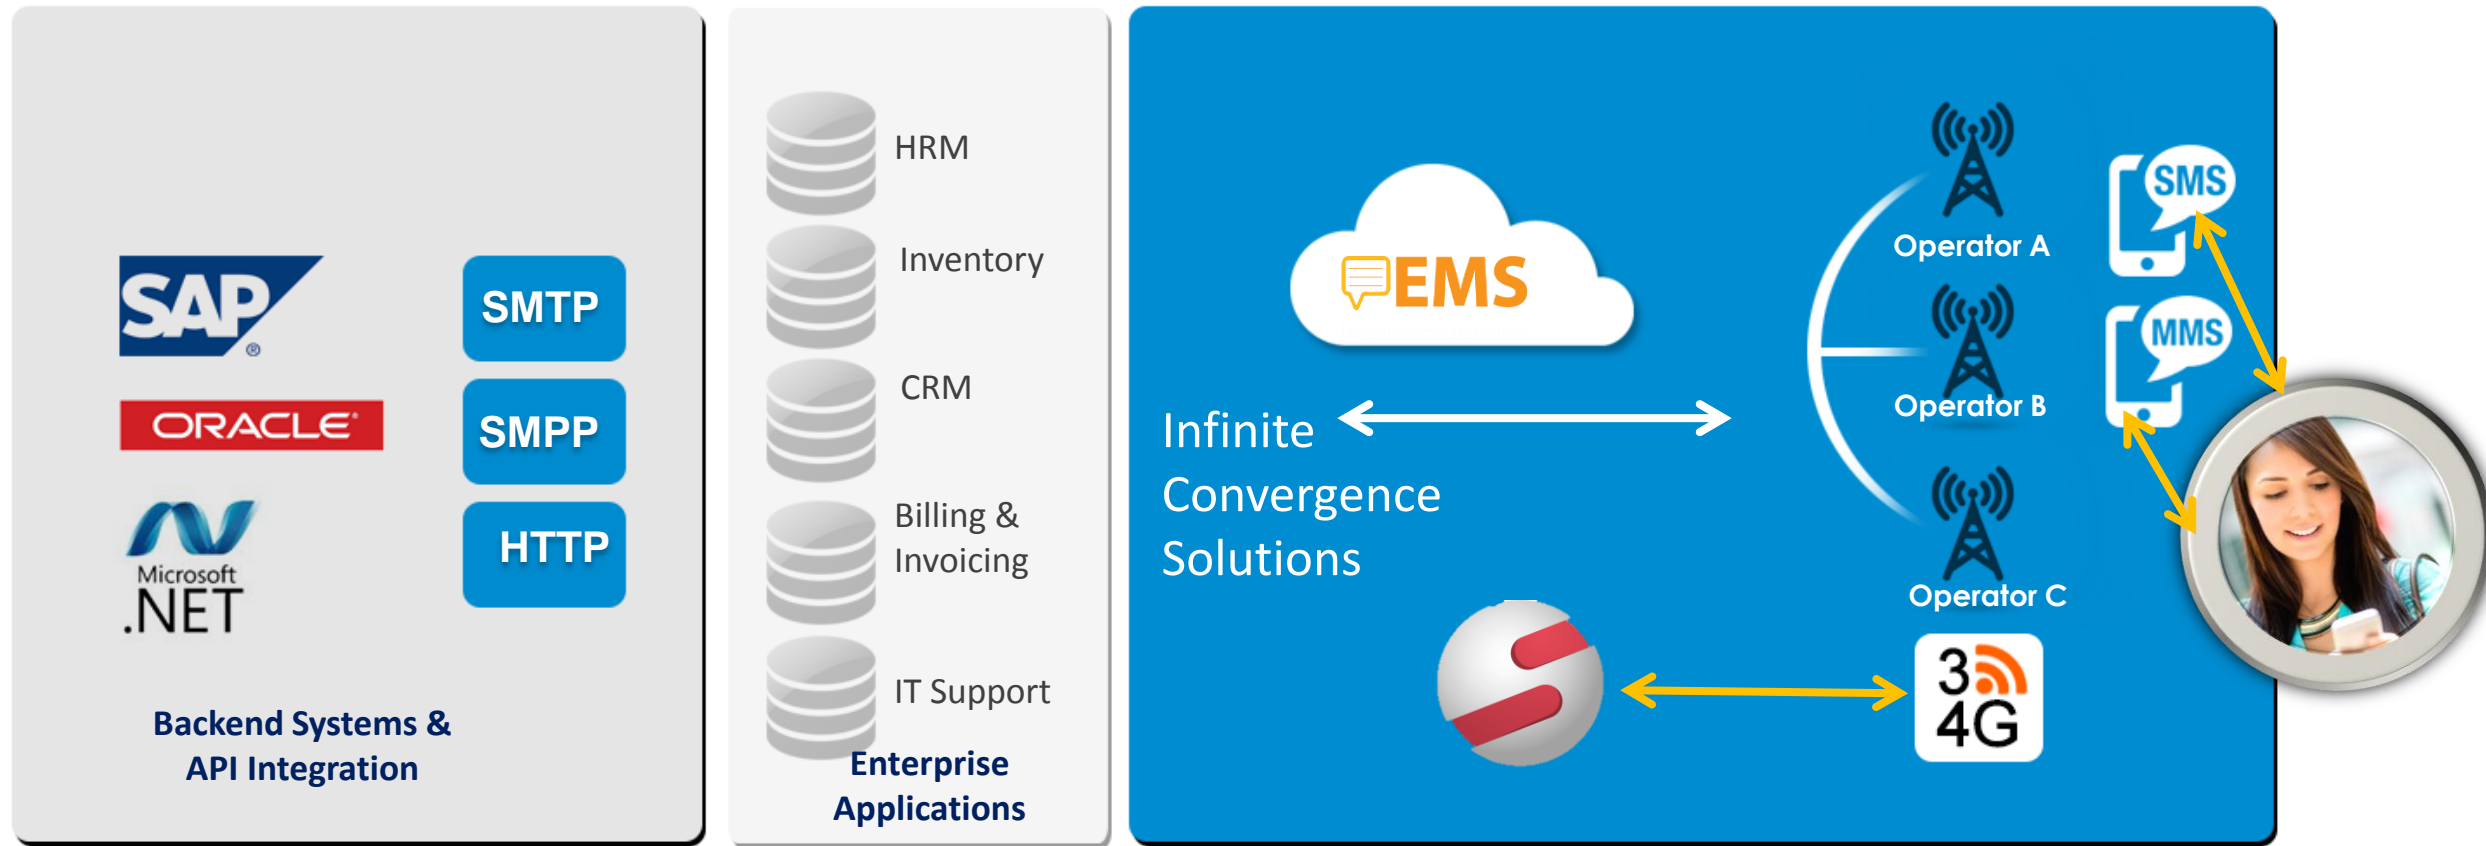 SAP
®
ORACLE
Microsoft
.NET
SMTP
SMPP
HTTP
Backend Systems &
API Integration
HRM
Inventory
CRM
Billing &
Invoicing
IT Support
Enterprise
Applications
EMS
Infinite
Convergence
Solutions
Operator A
Operator B
Operator C
SMS
MMS
3
4G